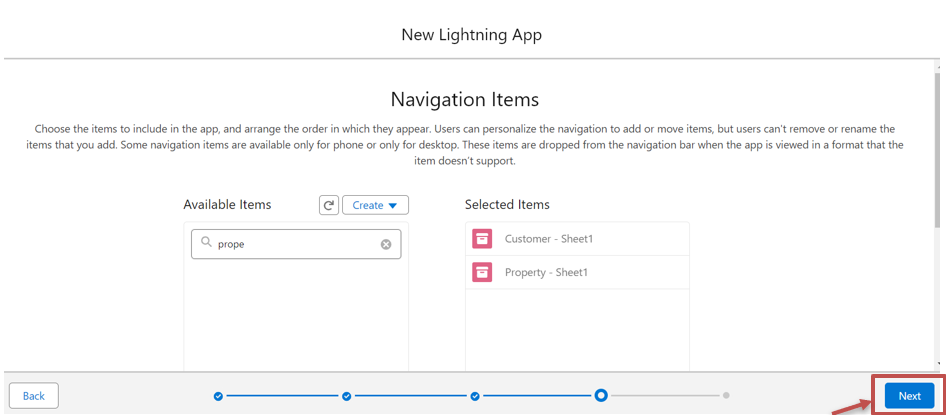 New Lightning App
Navigation Items
Choose the items to include in the app, and arrange the order in which they appear. Users can personalize the navigation to add or move items, but users can't remove or rename the
items that you add. Some navigation items are available only for phone or only for desktop. These items are dropped from the navigation bar when the app is viewed in a format that the
item doesn't support.
Available Items
Create
Selected Items
prope
Customer - Sheet1
Property - Sheet1
Back
Next